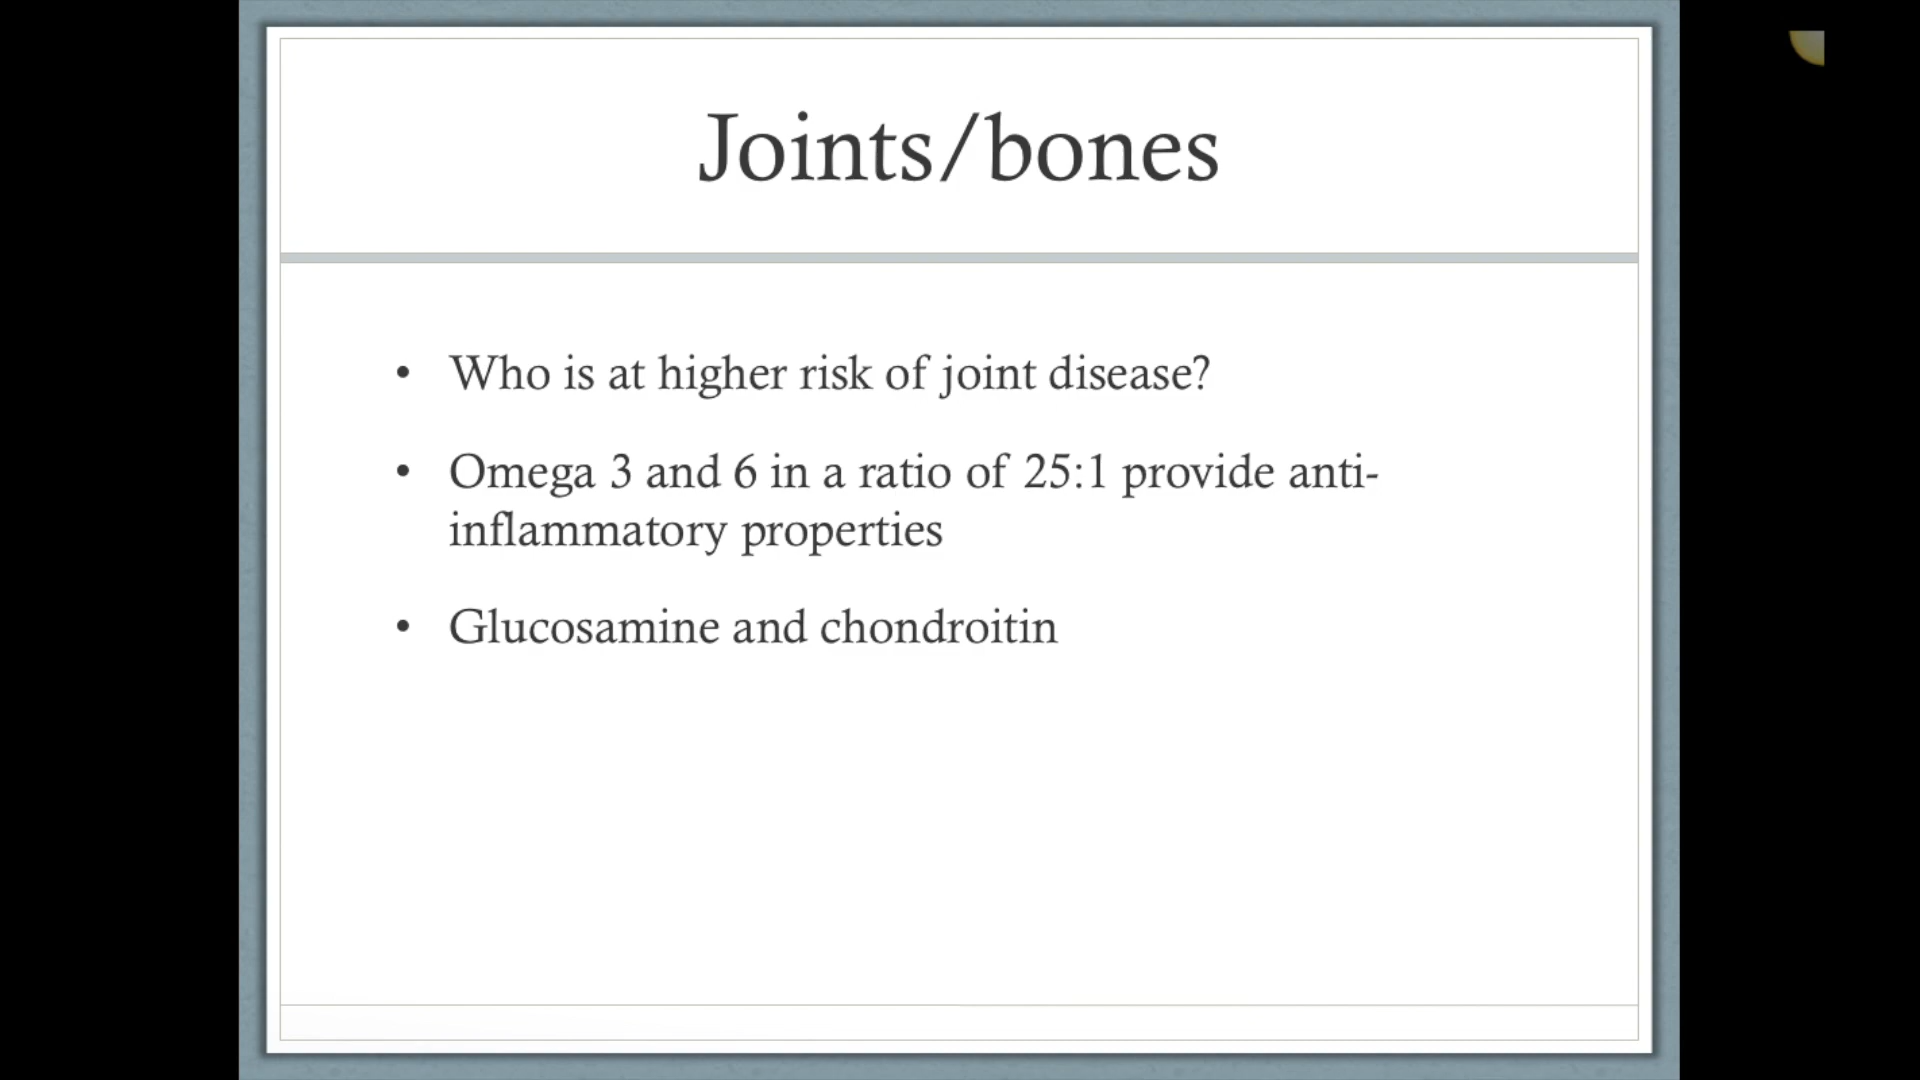 Joints/bones
• Who is at higher risk of joint disease?
• Omega 3 and 6 in a ratio of 25:1 provide anti-
inflammatory properties
• Glucosamine and chondroitin